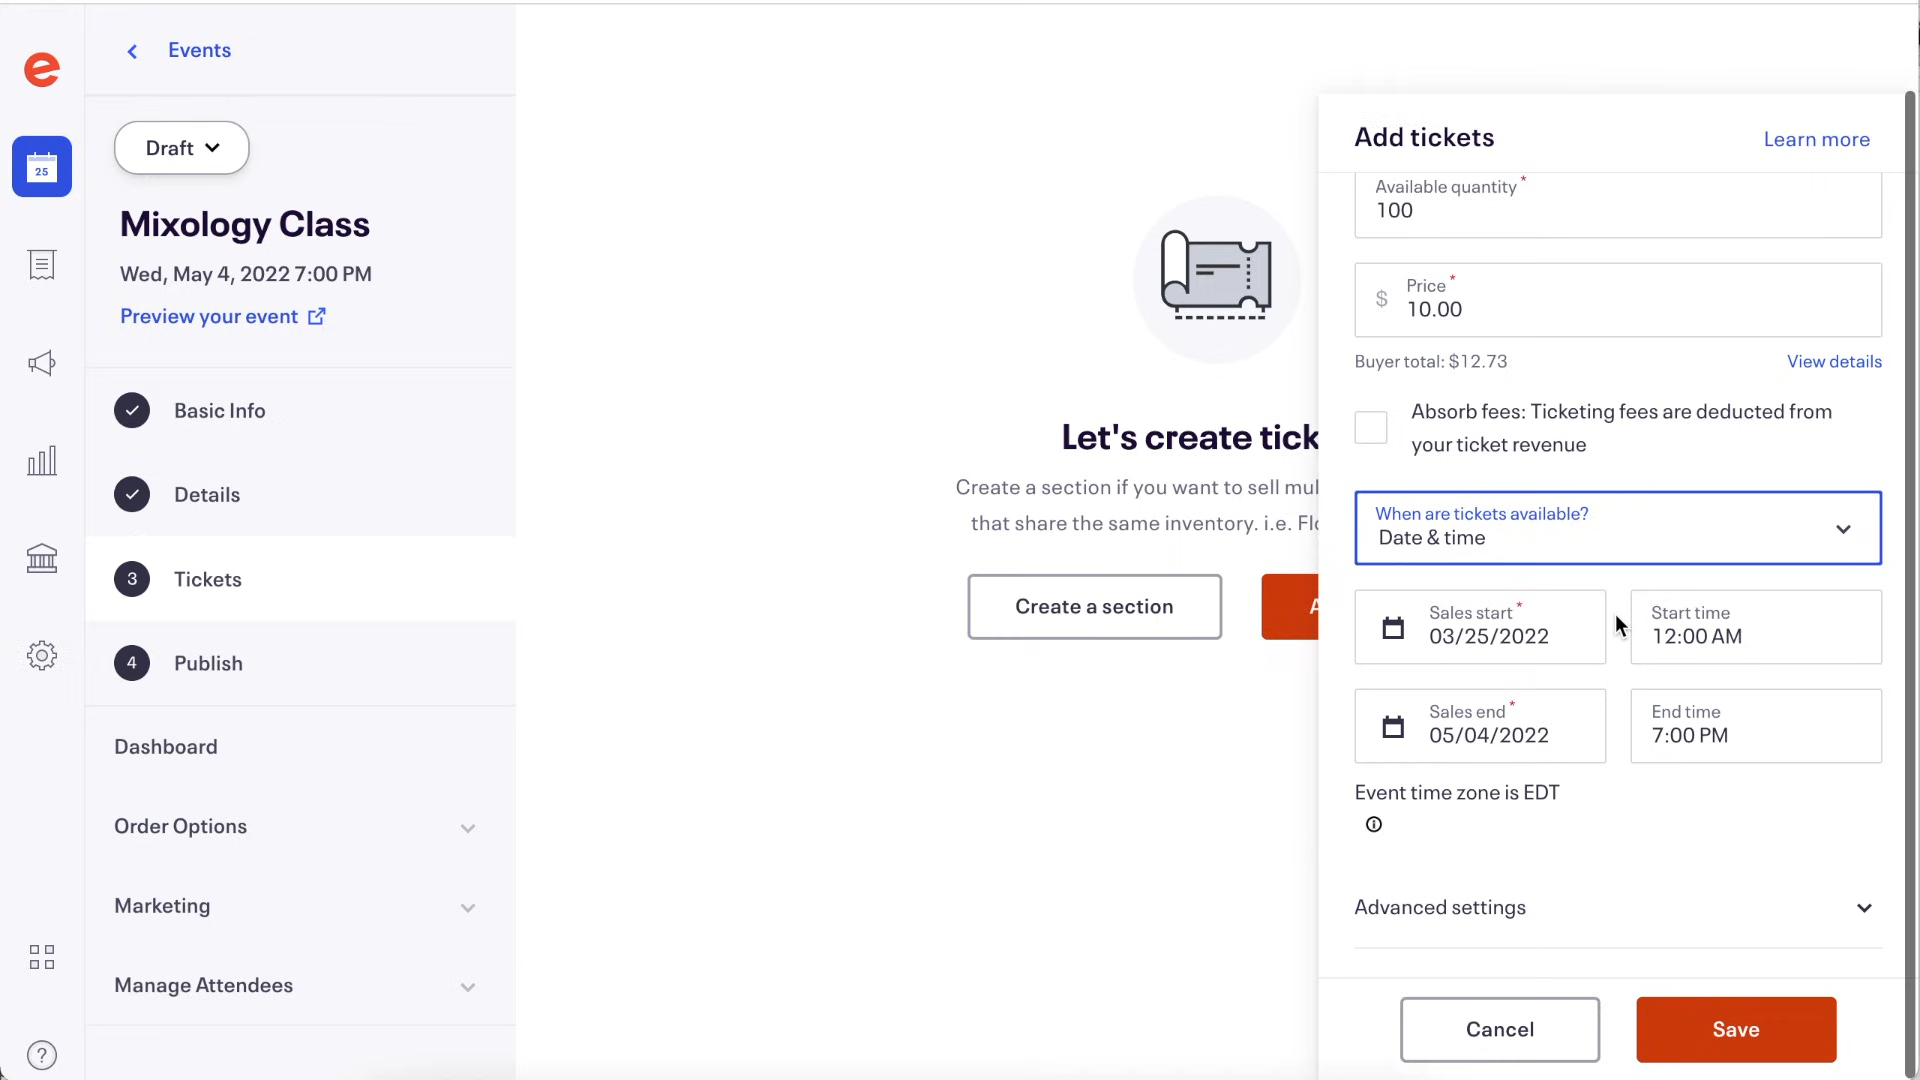 Events
25
Draft
Mixology Class
Wed, May 4, 2022 7:00 PM
Preview your event
Basic Info
Details
3
Tickets
4
Publish
Dashboard
Order Options
Marketing
Manage Attendees
?
Let's create tick
Create a section if you want to sell mul
that share the same inventory. i.e. Flo
Create a section
A
Add tickets
Learn more
Available quantity*
100
$
Price*
10.00
Buyer total: $12.73
View details
Absorb fees: Ticketing fees are deducted from
your ticket revenue
When are tickets available?
Date & time
Sales start*
03/25/2022
Start time
12:00 AM
Sales end*
05/04/2022
End time
7:00 PM
Event time zone is EDT
Advanced settings
Cancel
Save